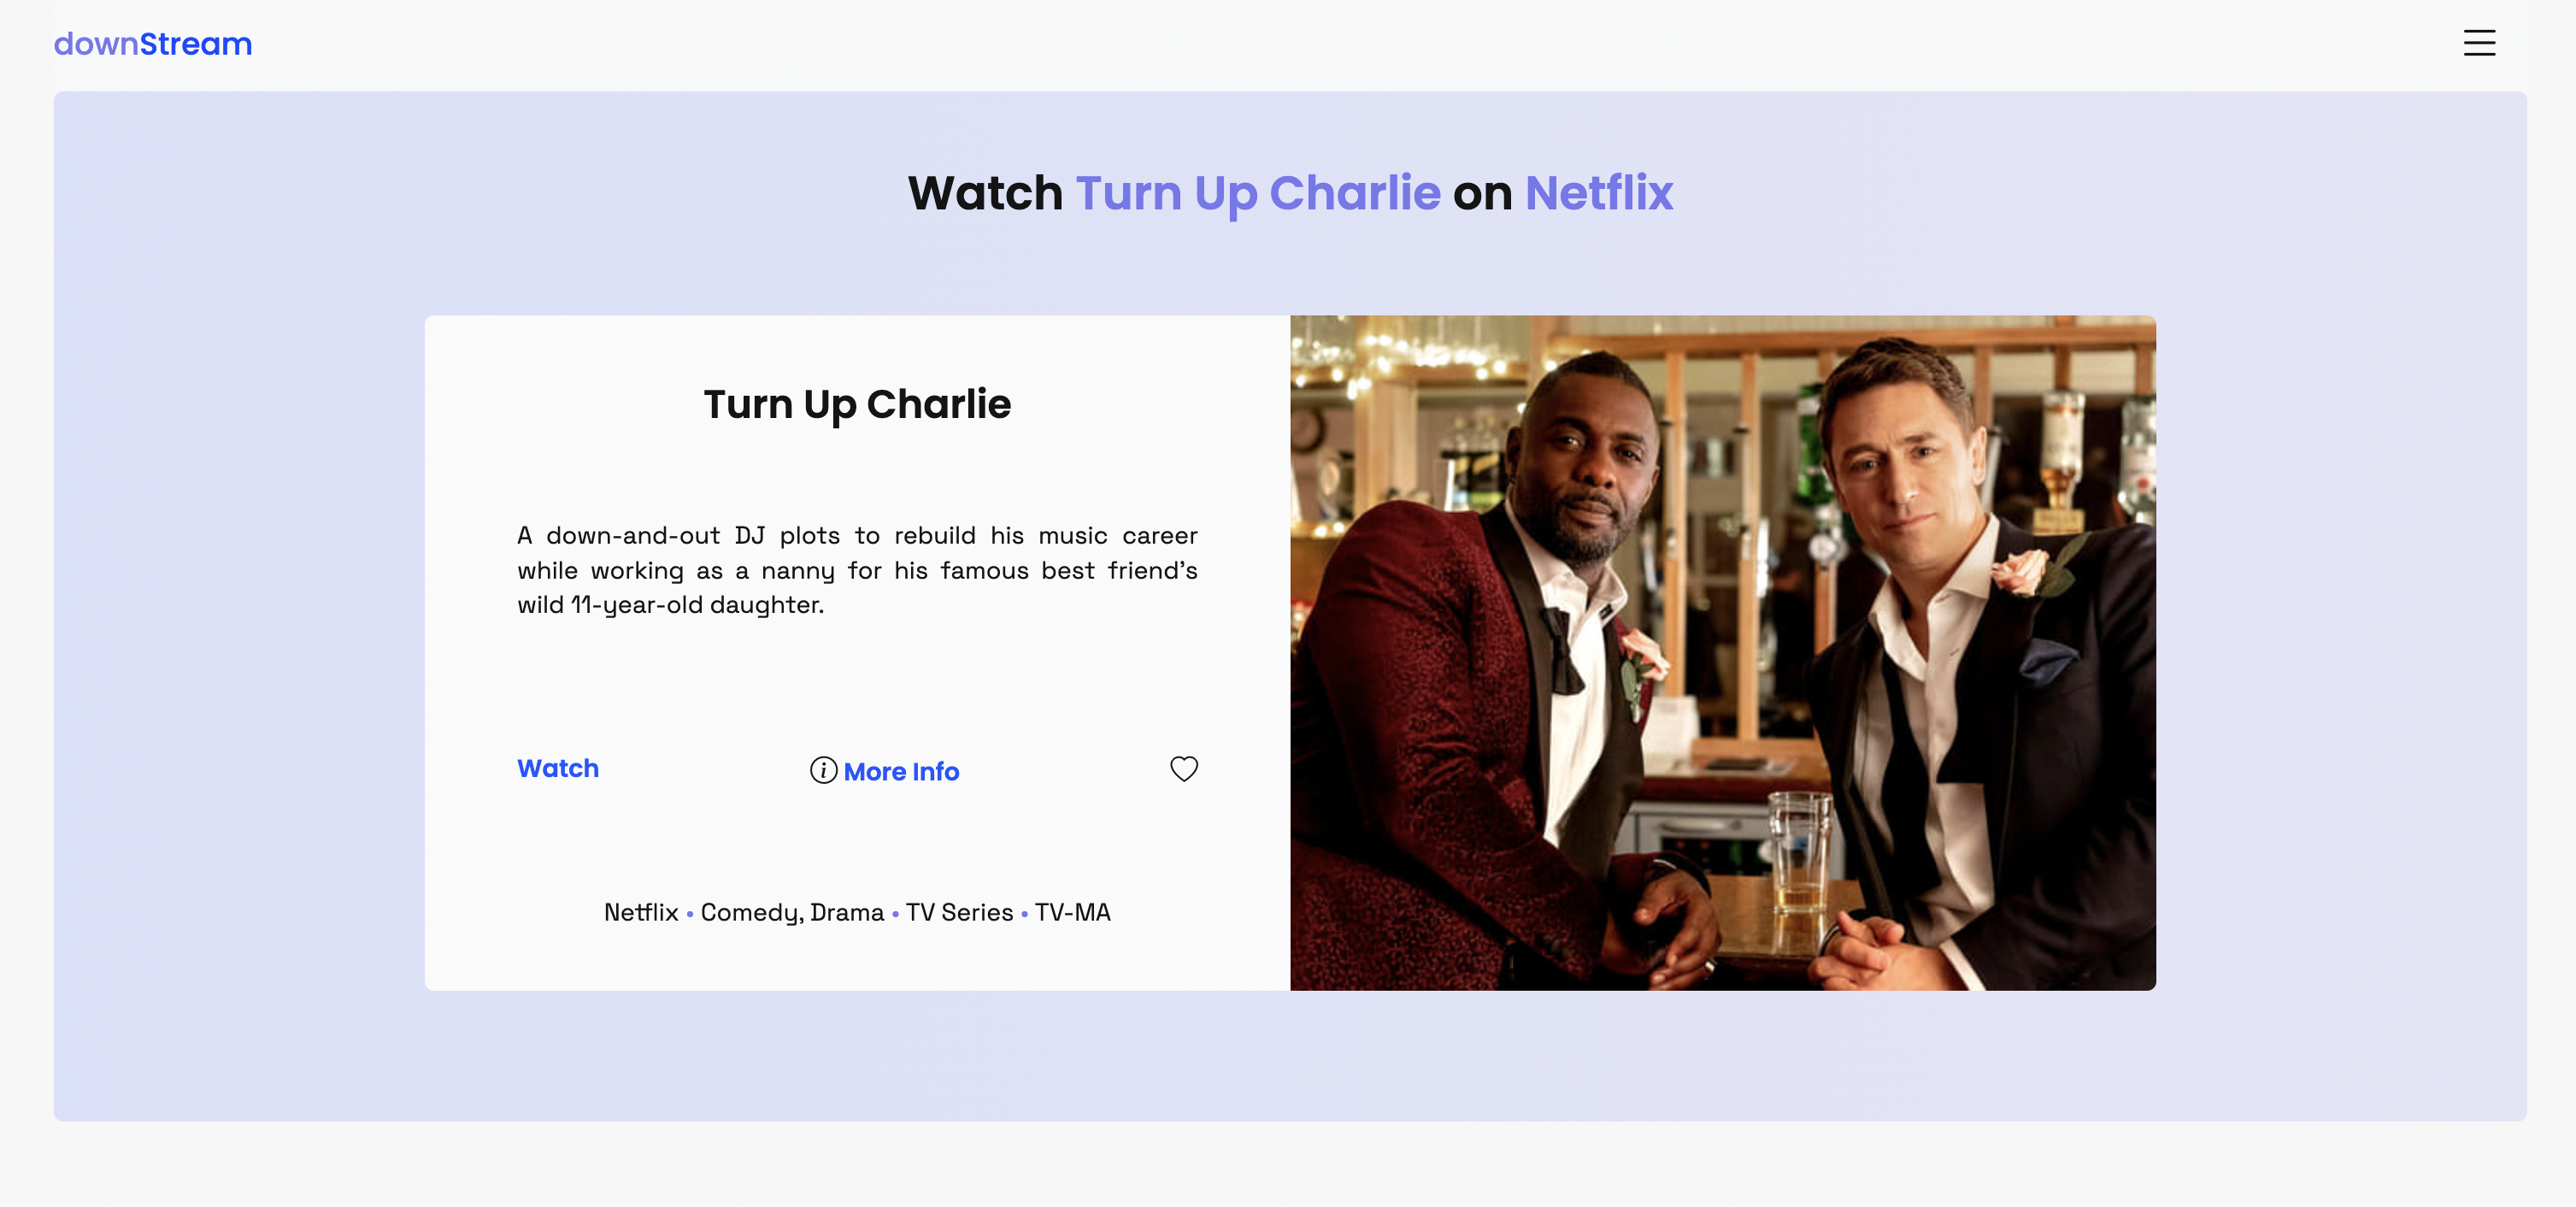 downStream
Watch Turn Up Charlie on Netflix
Turn Up Charlie
A down-and-out DJ plots to rebuild his music career
while working as a nanny for his famous best friend's
wild 11-year-old daughter.
Watch
More Info
Netflix • Comedy, Drama • TV Series • TV-MA